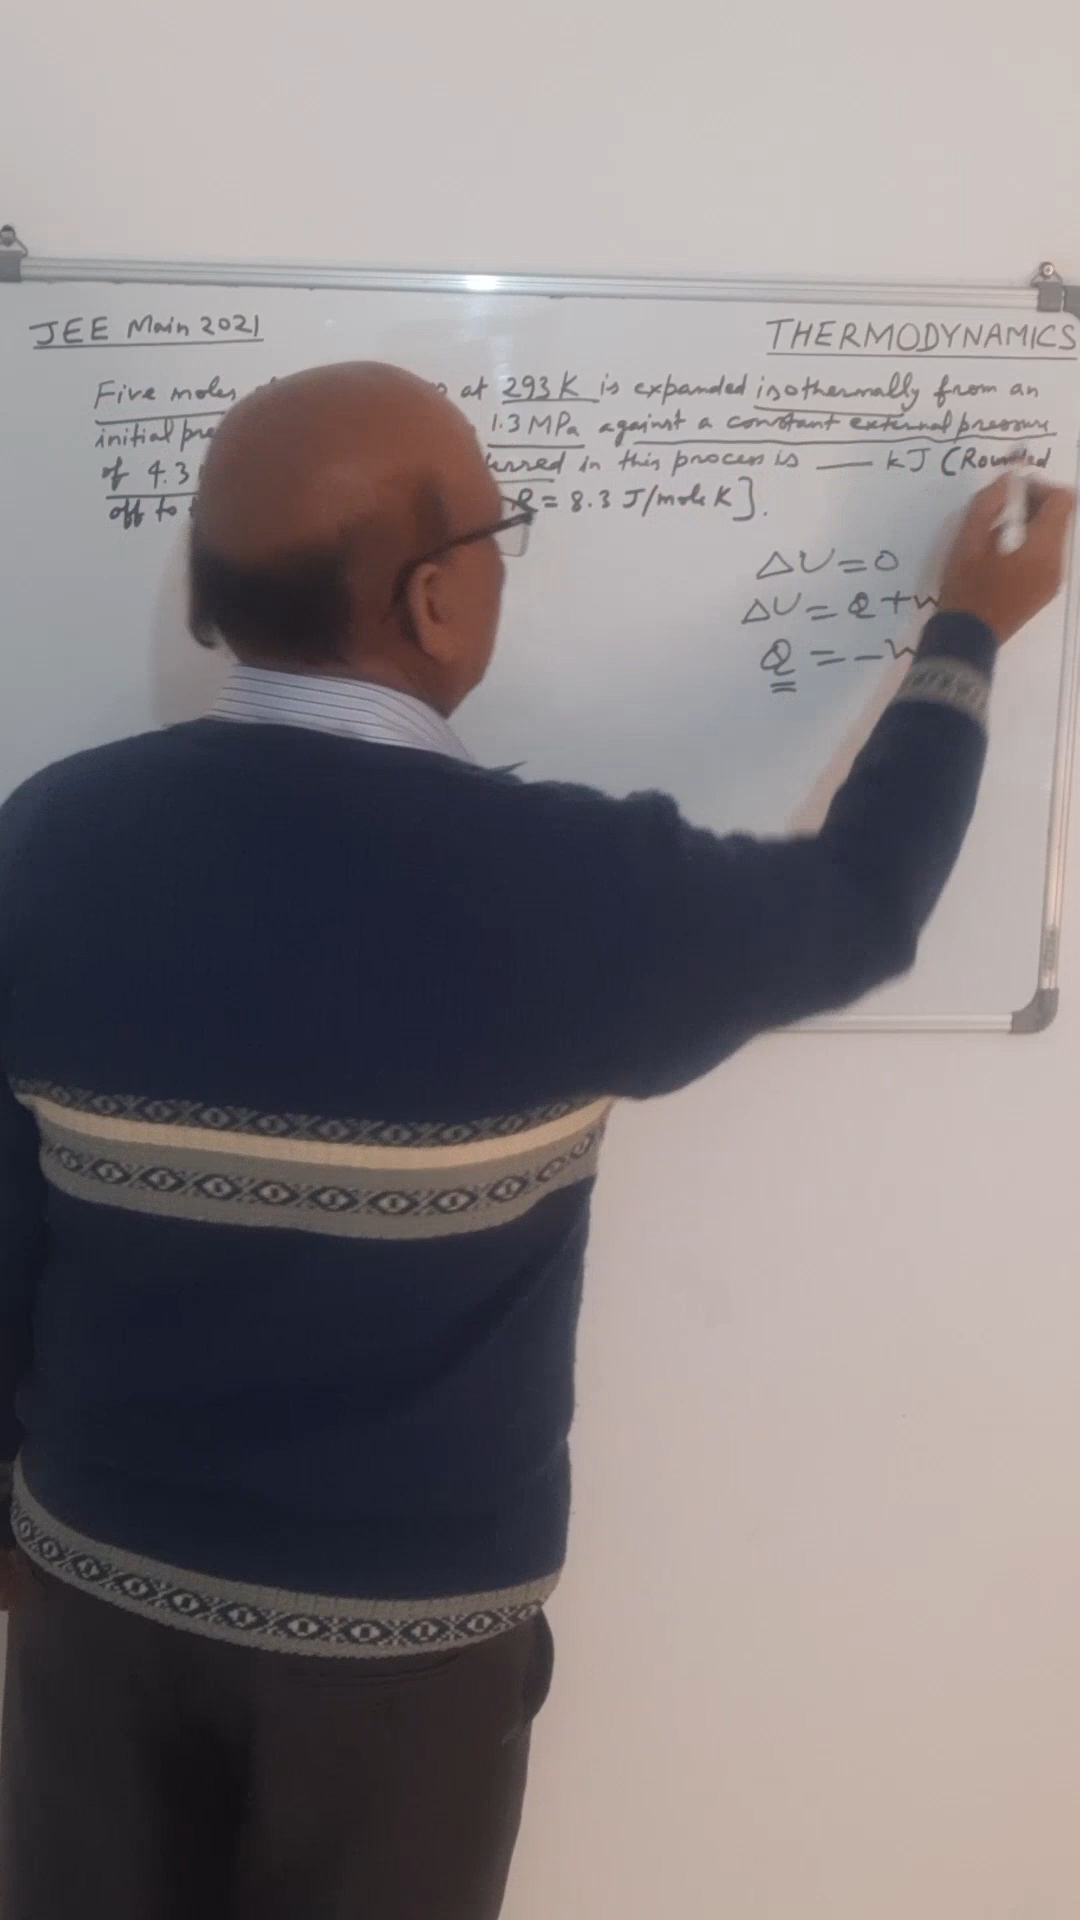 JEE Main 2021
THERMODYNAMICS
Five moles at 293 K is expanded isothermally from an
initial 1.3 MPa against a constant external pressure
of 4.3 in this process is ___ kJ (Rounded
off to R = 8.3 J/mole K].
ΔU = 0
ΔU = Q + W
Q = -W